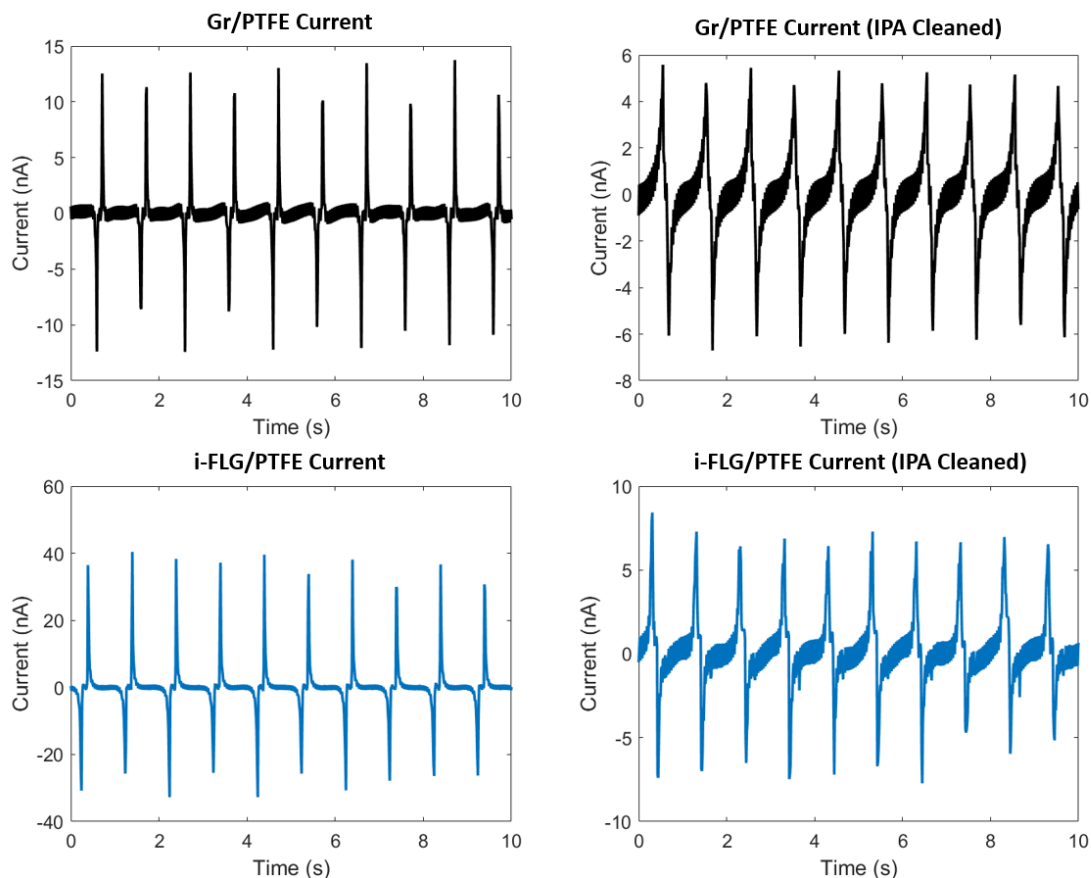 Gr/PTFE Current
15
10
5
0
-5
-10
-15
Current (nA)
0 2 4 6 8 10
Time (s)
Gr/PTFE Current (IPA Cleaned)
6
4
2
0
-2
-4
-6
-8
Current (nA)
0 2 4 6 8 10
Time (s)
i-FLG/PTFE Current
60
40
20
0
-20
-40
Current (nA)
0 2 4 6 8 10
Time (s)
i-FLG/PTFE Current (IPA Cleaned)
10
5
0
-5
-10
Current (nA)
0 2 4 6 8 10
Time (s)